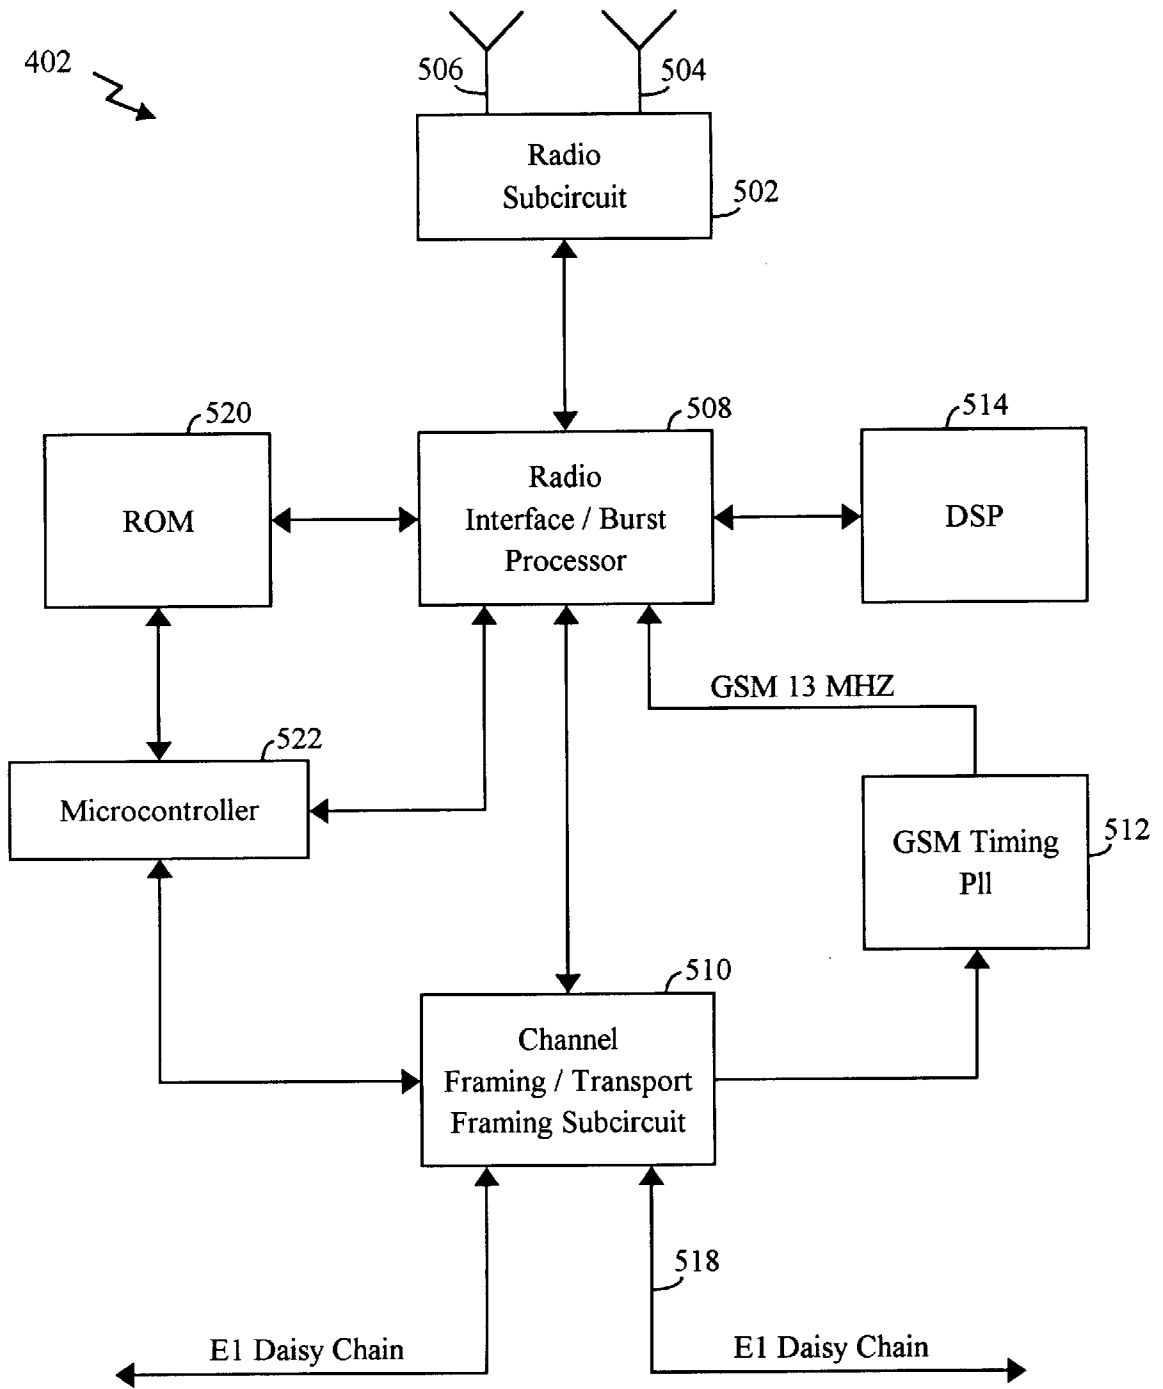 402
506
504
Radio
Subcircuit
502
520
508
514
ROM
Radio
Interface / Burst
Processor
DSP
GSM 13 MHZ
522
Microcontroller
GSM Timing
Pll
512
510
Channel
Framing / Transport
Framing Subcircuit
518
E1 Daisy Chain
E1 Daisy Chain